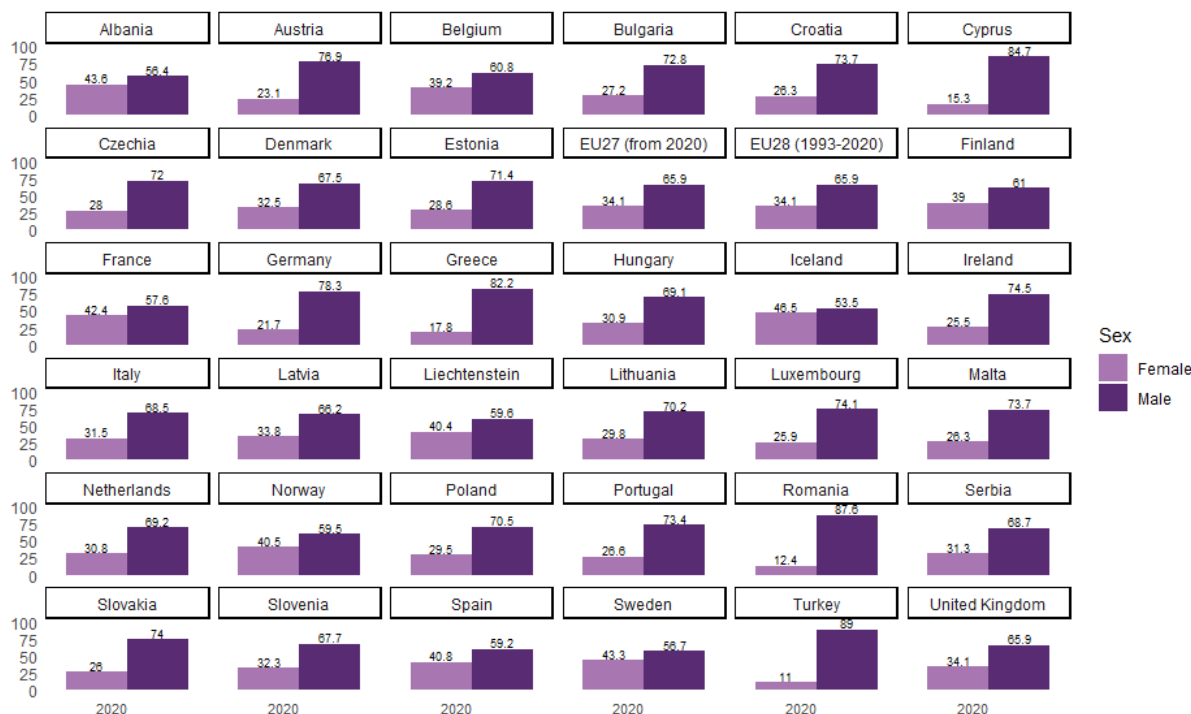 Albania Austria Belgium Bulgaria Croatia Cyprus
100
75
50
25
0
43.6 56.4 23.1 76.9 39.2 60.8 27.2 72.8 26.3 73.7 15.3 84.7
Czechia Denmark Estonia EU27 (from 2020) EU28 (1993-2020) Finland
100
75
50
25
0
28 72 32.5 67.5 28.6 71.4 34.1 65.9 34.1 65.9 39 61
France Germany Greece Hungary Iceland Ireland
100
75
50
25
0
42.4 57.6 21.7 78.3 17.8 82.2 30.9 69.1 46.5 53.5 25.5 74.5
Sex
Female
Male
Italy Latvia Liechtenstein Lithuania Luxembourg Malta
100
75
50
25
0
31.5 68.5 33.8 66.2 40.4 59.6 29.8 70.2 25.9 74.1 26.3 73.7
Netherlands Norway Poland Portugal Romania Serbia
100
75
50
25
0
30.8 69.2 40.5 59.5 29.5 70.5 26.6 73.4 12.4 87.6 31.3 68.7
Slovakia Slovenia Spain Sweden Turkey United Kingdom
100
75
50
25
0
26 74 32.3 67.7 40.8 59.2 43.3 56.7 11 89 34.1 65.9
2020 2020 2020 2020 2020 2020